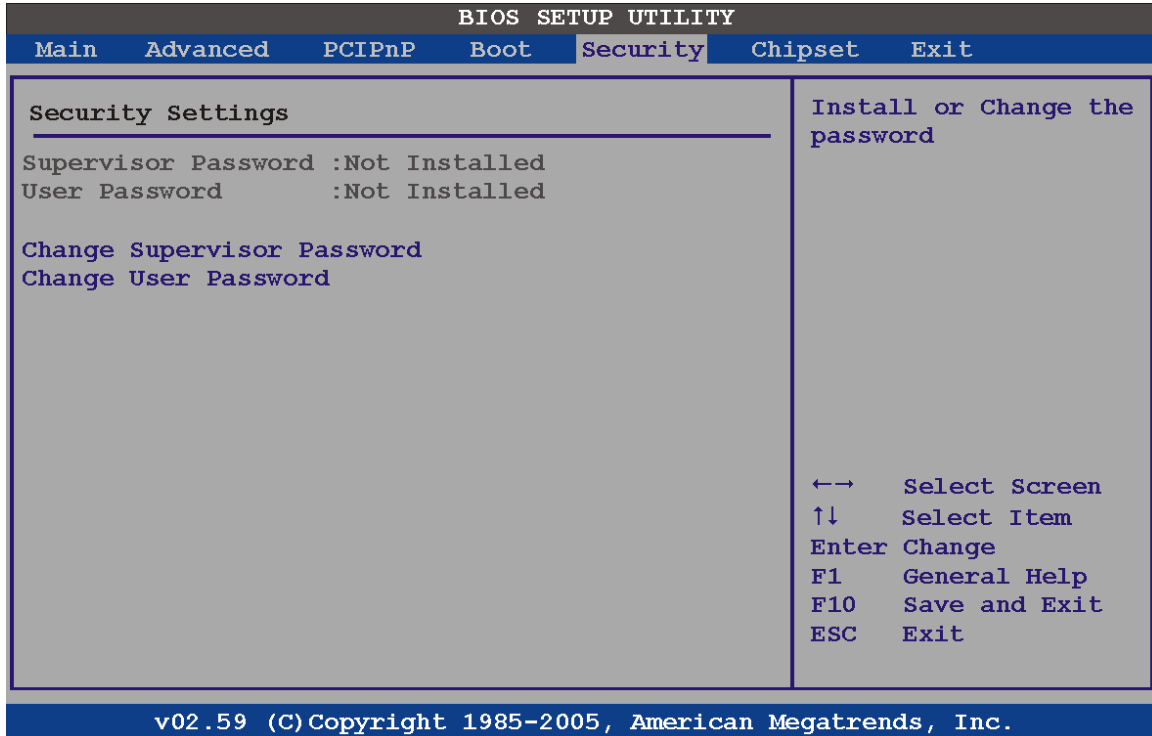 BIOS SETUP UTILITY
Main Advanced PCIPnP Boot Security Chipset Exit
Security Settings
Supervisor Password :Not Installed
User Password :Not Installed
Change Supervisor Password
Change User Password
Install or Change the
password
←→ Select Screen
↑↓ Select Item
Enter Change
F1 General Help
F10 Save and Exit
ESC Exit
v02.59 (C)Copyright 1985-2005, American Megatrends, Inc.